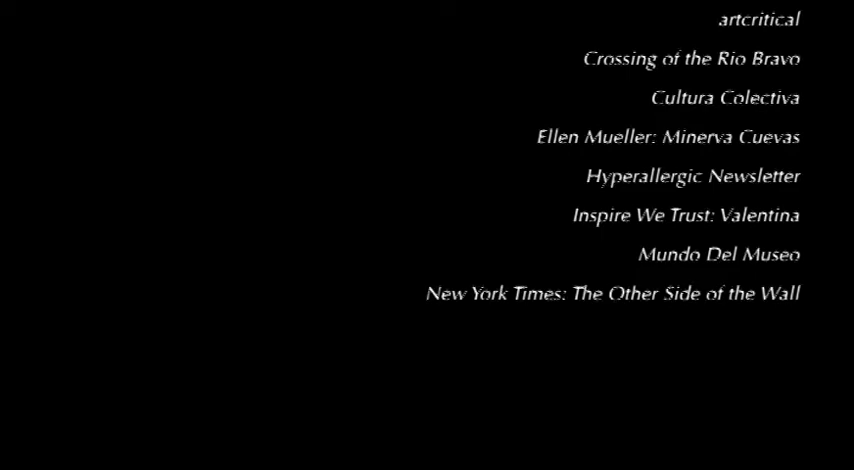 artcritical
Crossing of the Rio Bravo
Cultura Colectiva
Ellen Mueller: Minerva Cuevas
Hyperallergic Newsletter
Inspire We Trust: Valentina
Mundo Del Museo
New York Times: The Other Side of the Wall